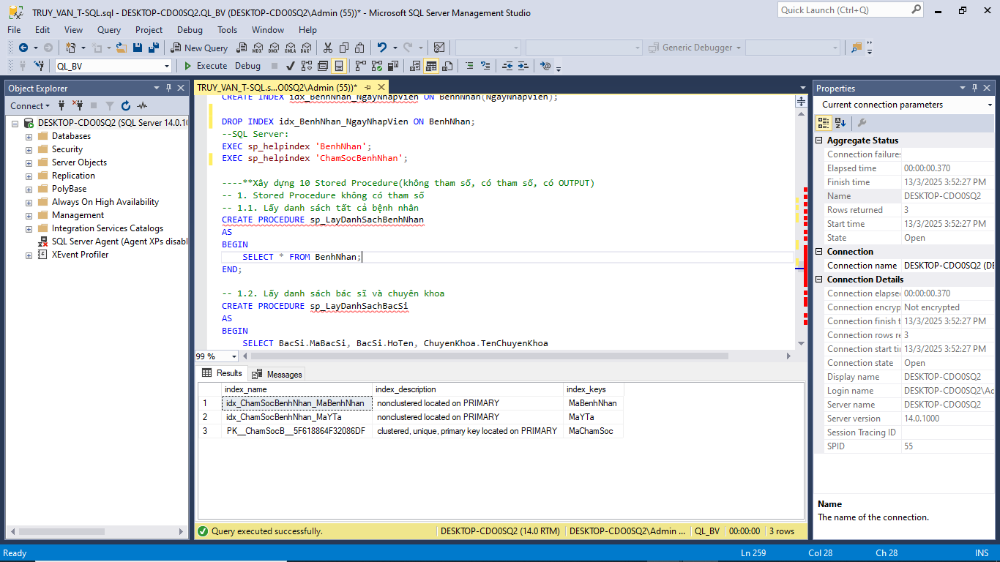 TRUY_VAN_T-SQL.sql - DESKTOP-CDO0SQ2.QL_BV (DESKTOP-CDO0SQ2\Admin (55))* - Microsoft SQL Server Management Studio
Quick Launch (Ctrl+Q)
File Edit View Query Project Debug Tools Window Help
New Query MDX DMX XMLA DAX Generic Debugger
QL_BV Execute Debug
Object Explorer
Connect
DESKTOP-CDO0SQ2 (SQL Server 14.0.10
Databases
Security
Server Objects
Replication
PolyBase
Always On High Availability
Management
Integration Services Catalogs
SQL Server Agent (Agent XPs disabl
XEvent Profiler
TRUY_VAN_T-SQL.s...O0SQ2\Admin (55))*
CREATE INDEX idx_BenhNhan_NgayNhapVien ON BenhNhan(NgayNhapVien);
DROP INDEX idx_BenhNhan_NgayNhapVien ON BenhNhan;
--SQL Server:
EXEC sp_helpindex 'BenhNhan';
EXEC sp_helpindex 'ChamSocBenhNhan';
----**Xây dựng 10 Stored Procedure(không tham số, có tham số, có OUTPUT)
-- 1. Stored Procedure không có tham số
-- 1.1. Lấy danh sách tất cả bệnh nhân
CREATE PROCEDURE sp_LayDanhSachBenhNhan
AS
BEGIN
SELECT * FROM BenhNhan;
END;
-- 1.2. Lấy danh sách bác sĩ và chuyên khoa
CREATE PROCEDURE sp_LayDanhSachBacSi
AS
BEGIN
SELECT BacSi.MaBacSi, BacSi.HoTen, ChuyenKhoa.TenChuyenKhoa
99 %
Results Messages
index_name index_description index_keys
1 idx_ChamSocBenhNhan_MaBenhNhan nonclustered located on PRIMARY MaBenhNhan
2 idx_ChamSocBenhNhan_MaYTa nonclustered located on PRIMARY MaYTa
3 PK__ChamSocB__5F618864F32086DF clustered, unique, primary key located on PRIMARY MaChamSoc
Query executed successfully. DESKTOP-CDO0SQ2 (14.0 RTM) DESKTOP-CDO0SQ2\Admin ... QL_BV 00:00:00 3 rows
Properties
Current connection parameters
Aggregate Status
Connection failures
Elapsed time 00:00:00.370
Finish time 13/3/2025 3:52:27 PM
Name DESKTOP-CDO0SQ2
Rows returned 3
Start time 13/3/2025 3:52:27 PM
State Open
Connection
Connection name DESKTOP-CDO0SQ2 (DE
Connection Details
Connection elapse 00:00:00.370
Connection encryp Not encrypted
Connection finish t 13/3/2025 3:52:27 PM
Connection rows re 3
Connection start tin 13/3/2025 3:52:27 PM
Connection state Open
Display name DESKTOP-CDO0SQ2
Login name DESKTOP-CDO0SQ2\Ad
Server name DESKTOP-CDO0SQ2
Server version 14.0.1000
Session Tracing ID
SPID 55
Name
The name of the connection.
Ready Ln 259 Col 28 Ch 28 INS